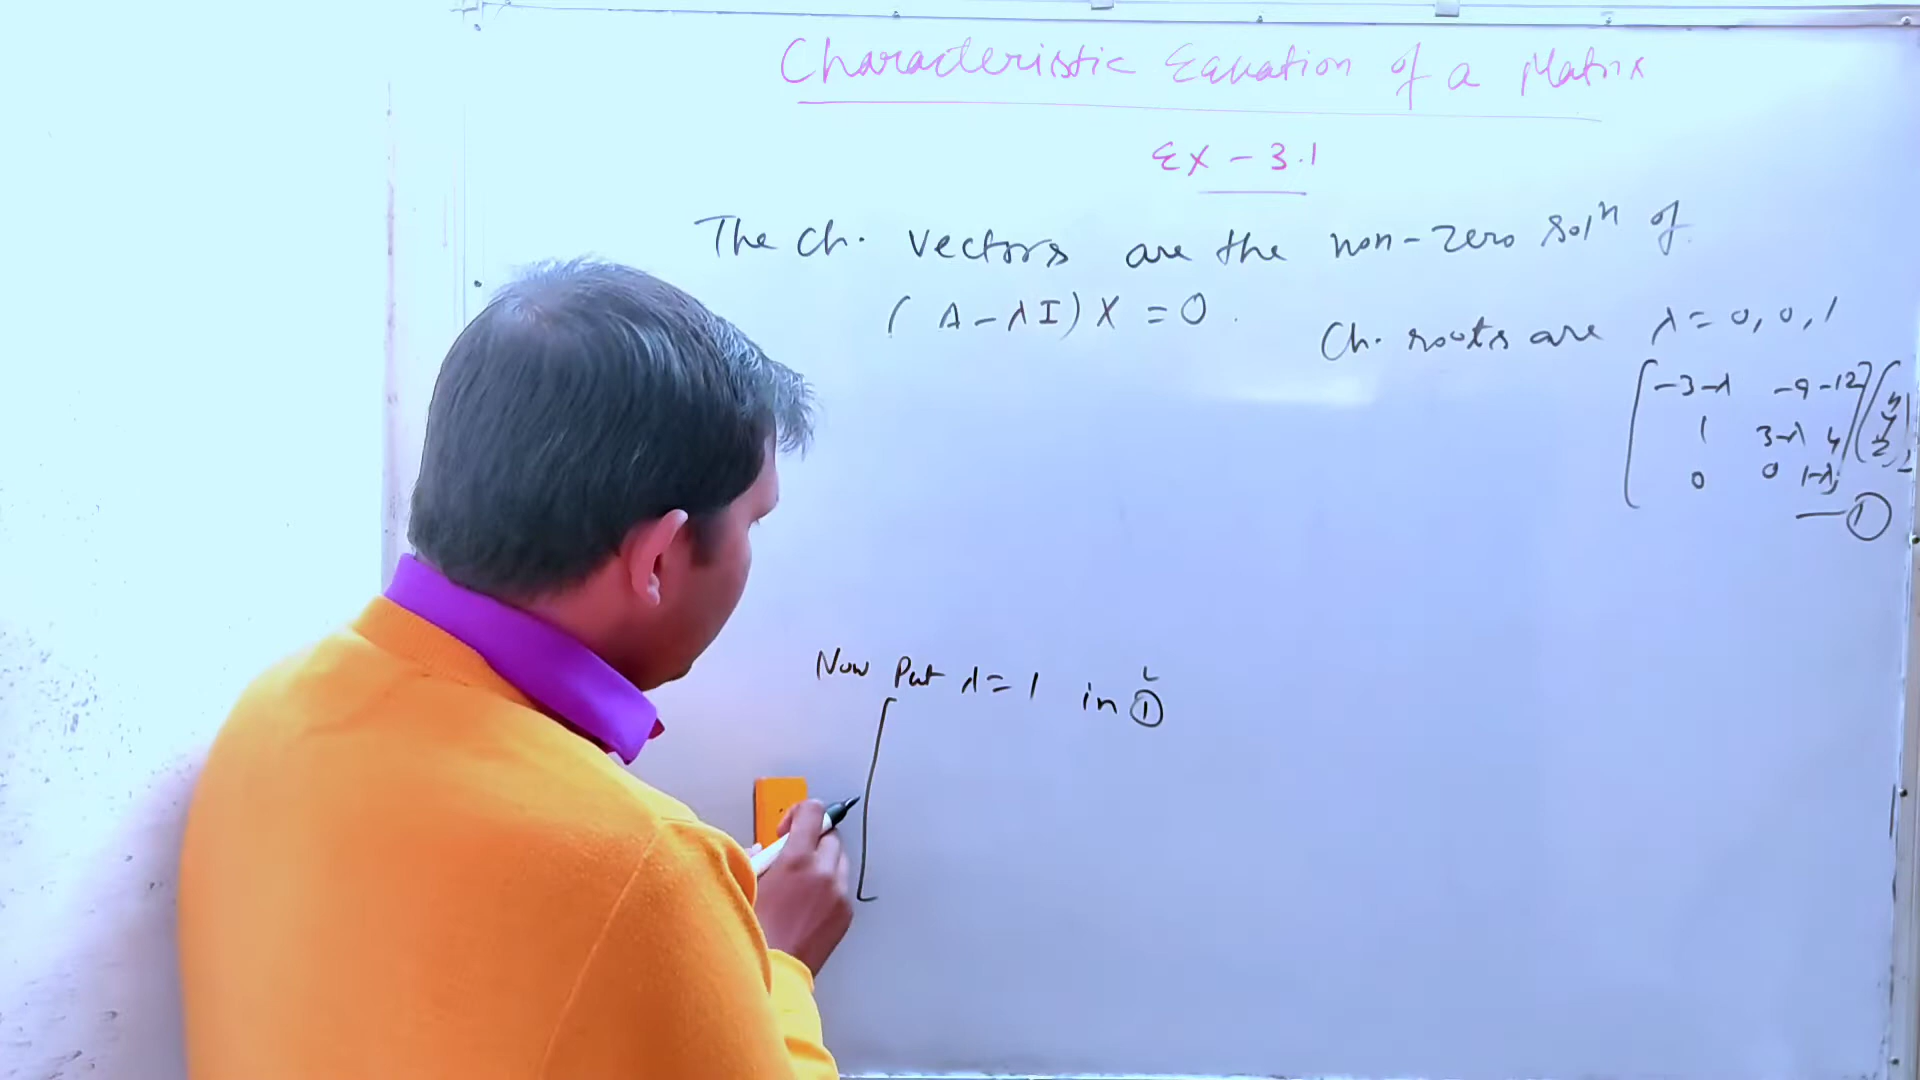 Characteristic Equation of a Matrix
Ex - 3.1
The ch. vectors are the non-zero solⁿ of
(A - λI) X = 0.
Ch. roots are λ = 0, 0, 1
[ -3-λ -9 -12 ] [
1 3-λ 4 y
0 0 1-λ z
— ①
Now Put λ = 1 in ①
[